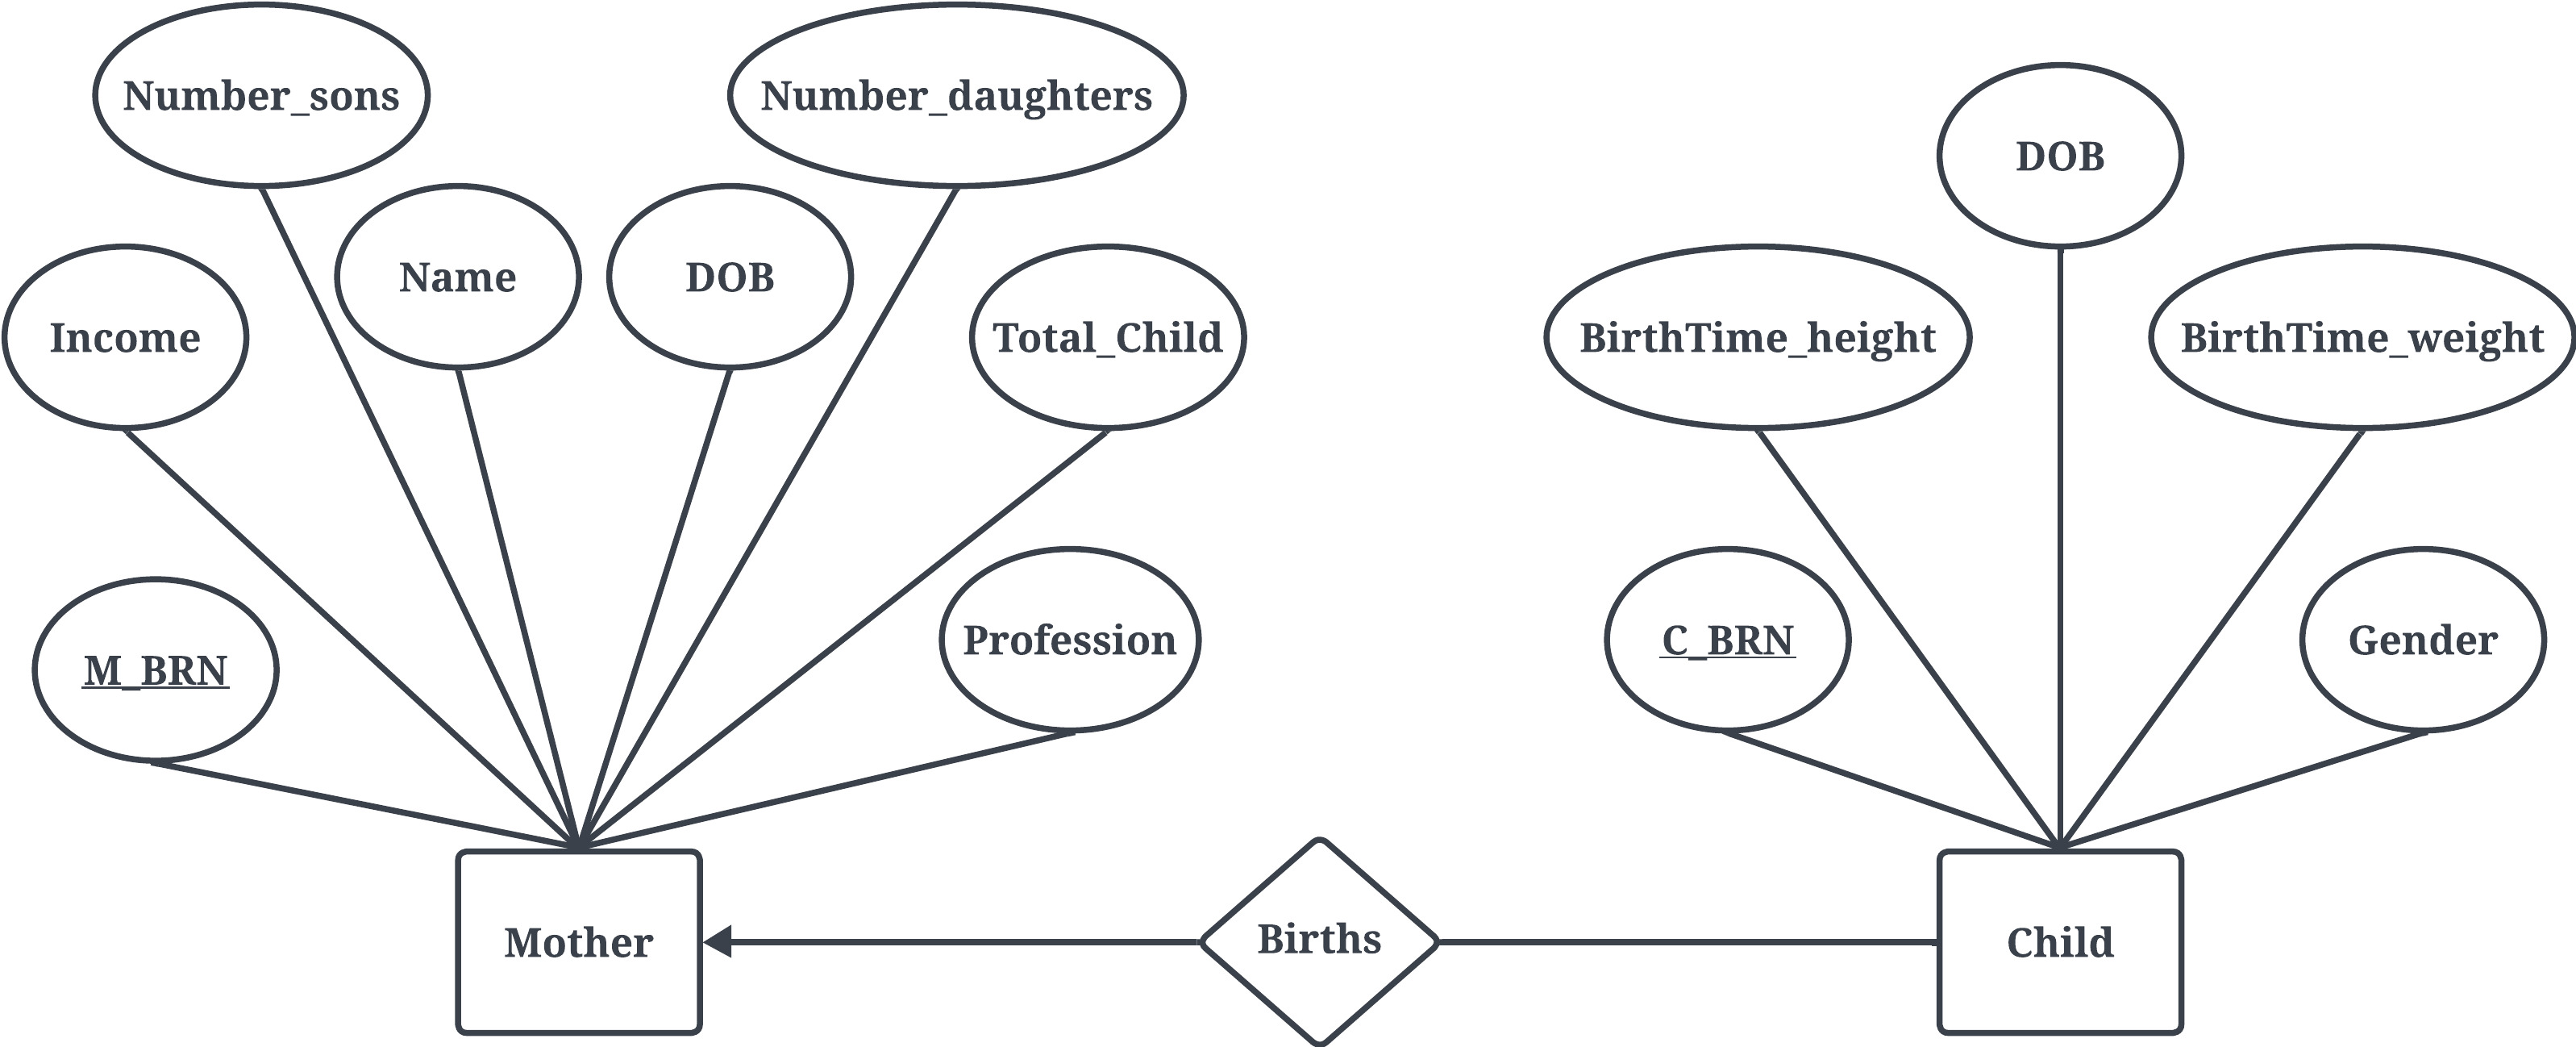 Number_sons
Number_daughters
DOB
Name
DOB
Income
Total_Child
BirthTime_height
BirthTime_weight
M_BRN
Profession
C_BRN
Gender
Mother
Births
Child